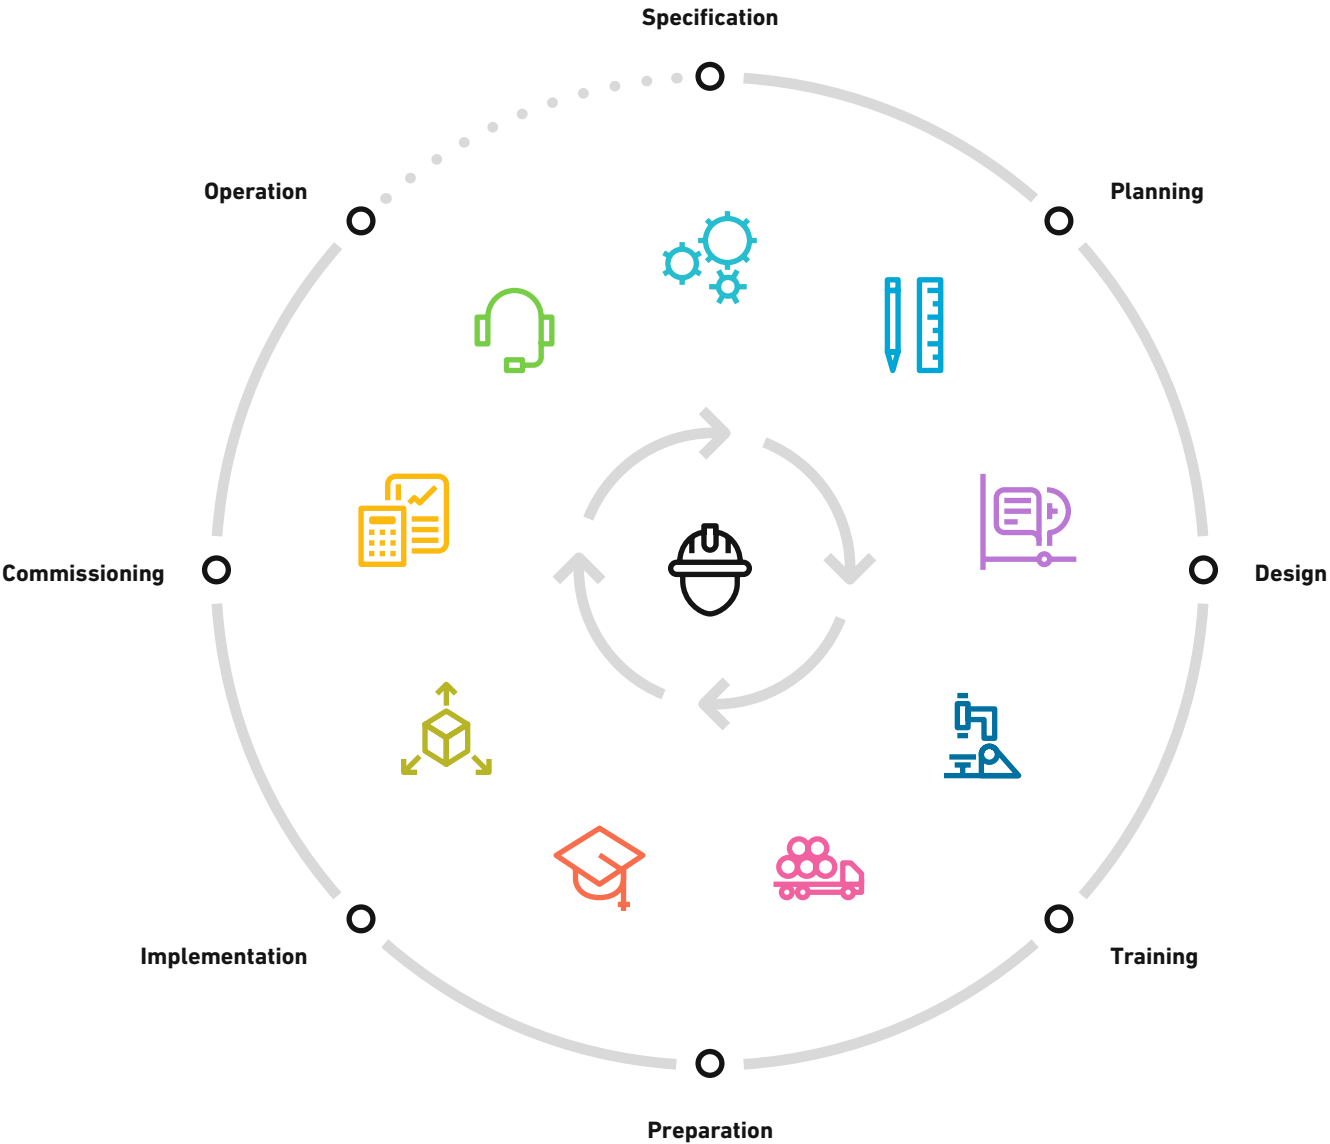 Specification
Operation
Planning
Commissioning
Design
Implementation
Training
Preparation